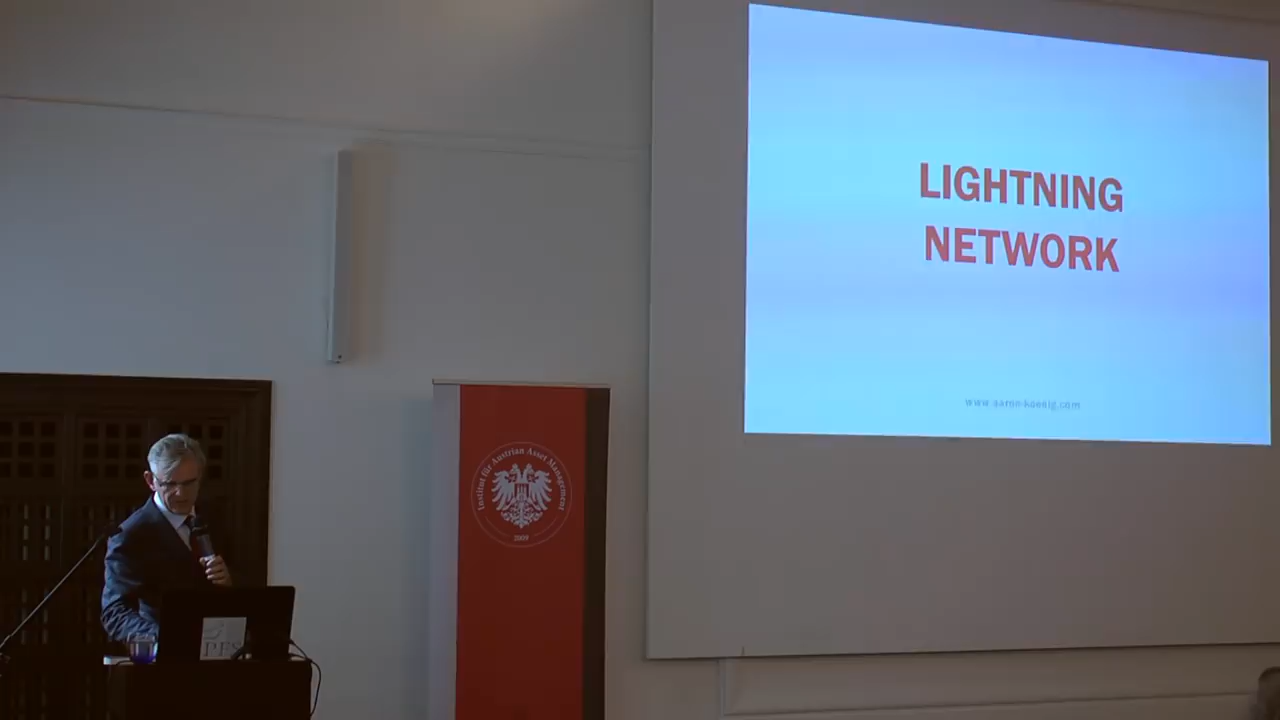 LIGHTNING
NETWORK
www.aaron-koenig.com
Institut für Austrian Asset Management
2009